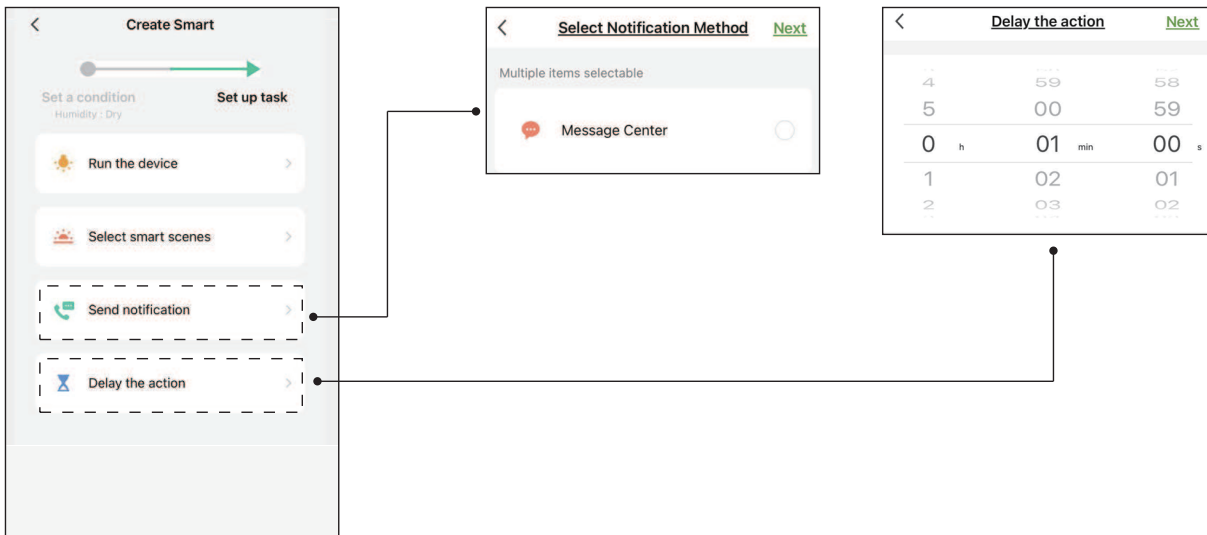 Create Smart
Set a condition
Humidity : Dry
Set up task
Run the device
Select smart scenes
Send notification
Delay the action
Select Notification Method
Next
Multiple items selectable
Message Center
Delay the action
Next
4 59 58
5 00 59
0 h 01 min 00 s
1 02 01
2 03 02